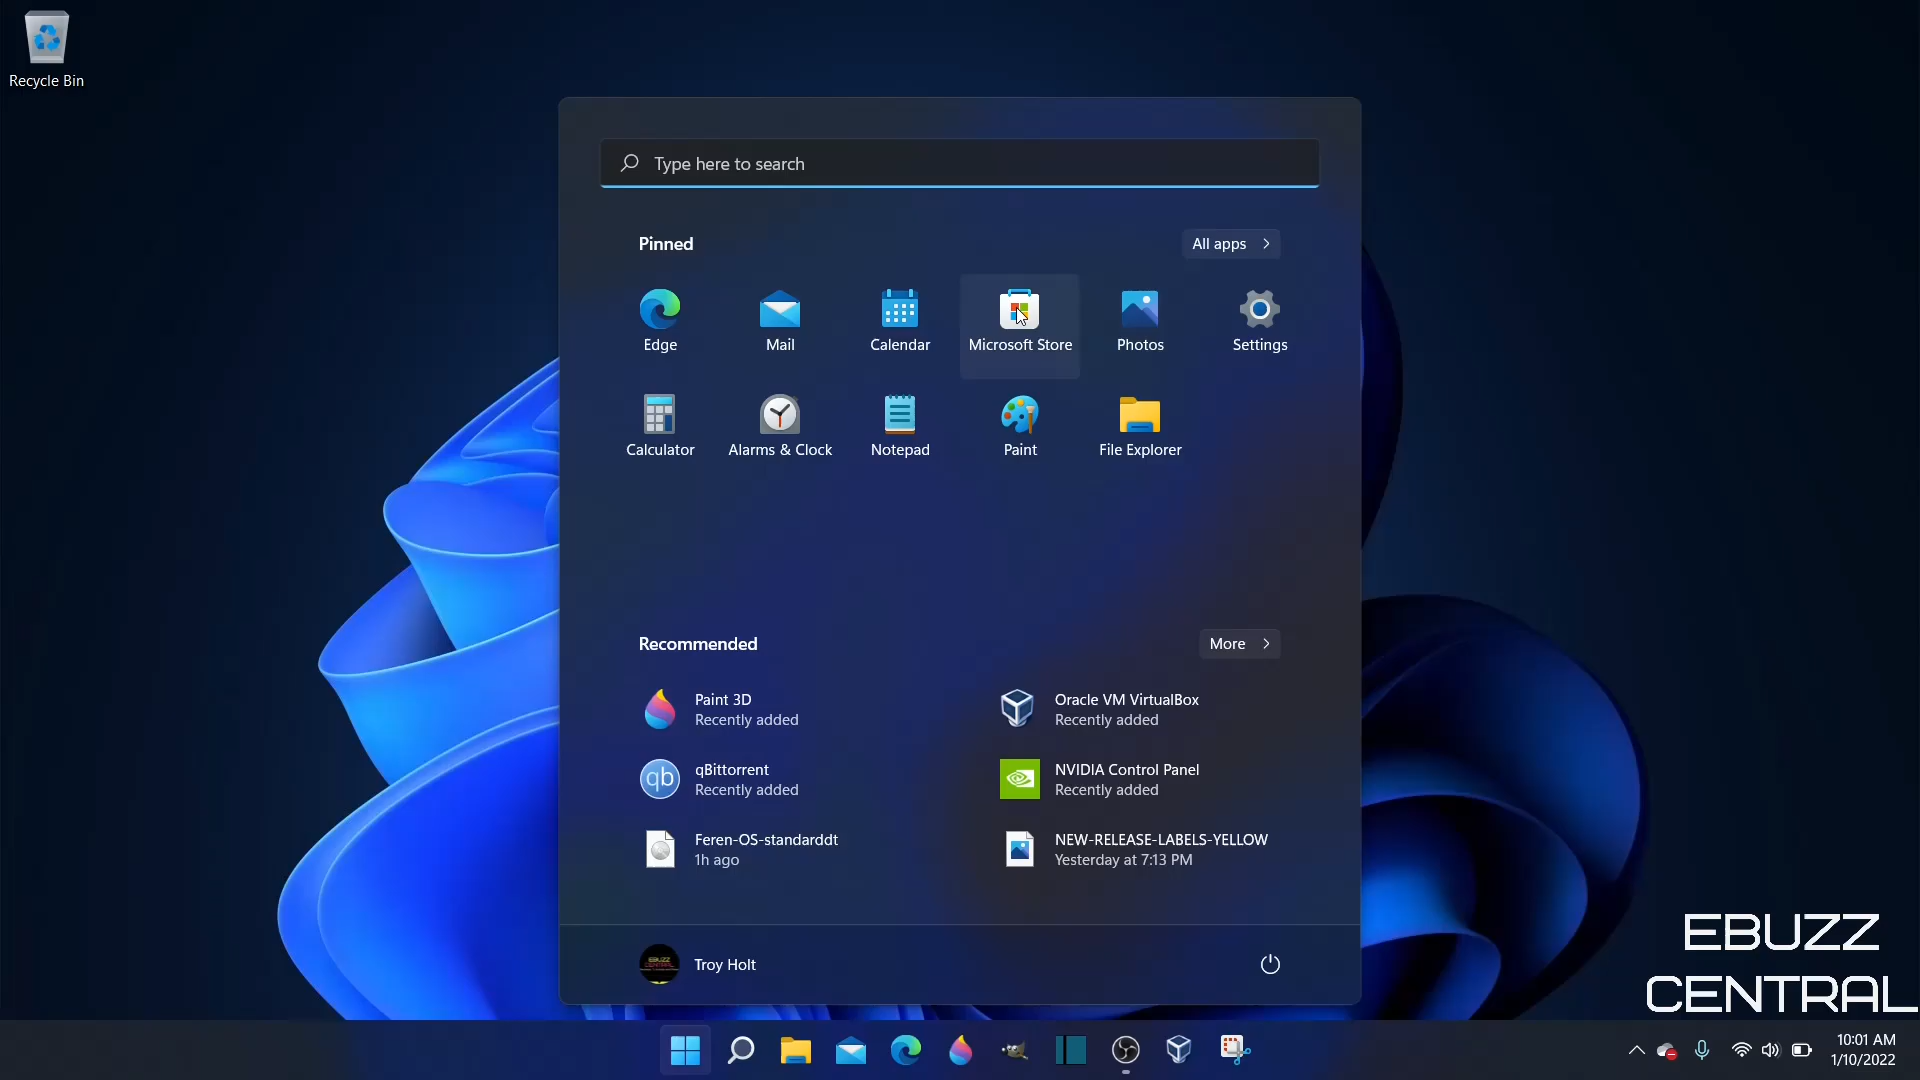 Recycle Bin
Type here to search
Pinned
All apps
Edge
Mail
Calendar
Microsoft Store
Photos
Settings
Calculator
Alarms & Clock
Notepad
Paint
File Explorer
Recommended
More
Paint 3D
Recently added
Oracle VM VirtualBox
Recently added
qb
qBittorrent
Recently added
NVIDIA Control Panel
Recently added
Feren-OS-standarddt
1h ago
NEW-RELEASE-LABELS-YELLOW
Yesterday at 7:13 PM
EBUZZ
CENTRAL
Troy Holt
EBUZZ
CENTRAL
10:01 AM
1/10/2022